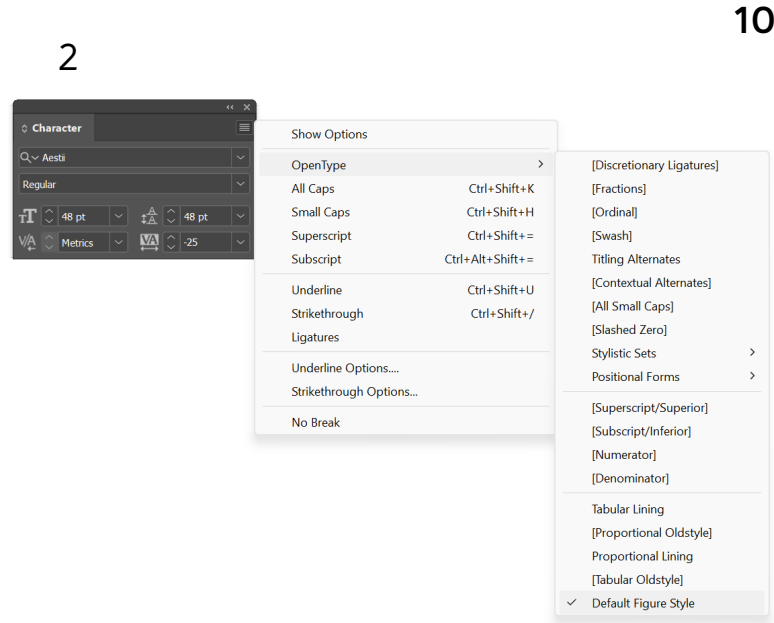 10
2
Character
Aestii
Regular
48 pt
48 pt
Metrics
-25
Show Options
OpenType
All Caps Ctrl+Shift+K
Small Caps Ctrl+Shift+H
Superscript Ctrl+Shift+=
Subscript Ctrl+Alt+Shift+=
Underline Ctrl+Shift+U
Strikethrough Ctrl+Shift+/
Ligatures
Underline Options....
Strikethrough Options...
No Break
[Discretionary Ligatures]
[Fractions]
[Ordinal]
[Swash]
Titling Alternates
[Contextual Alternates]
[All Small Caps]
[Slashed Zero]
Stylistic Sets
Positional Forms
[Superscript/Superior]
[Subscript/Inferior]
[Numerator]
[Denominator]
Tabular Lining
[Proportional Oldstyle]
Proportional Lining
[Tabular Oldstyle]
Default Figure Style